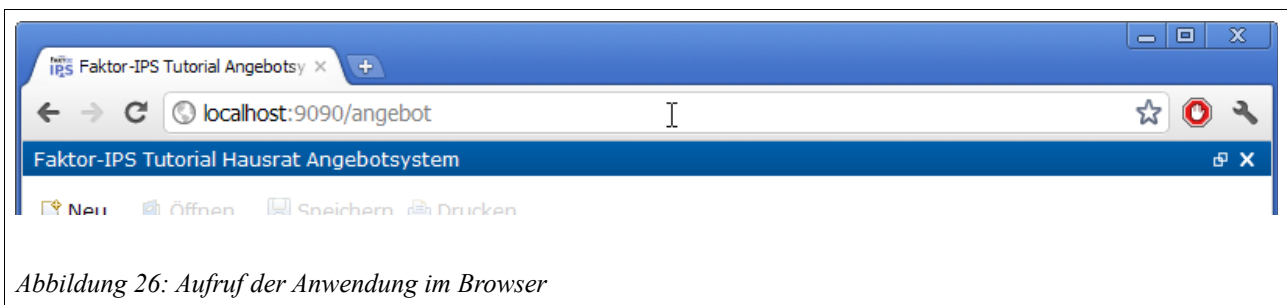 Faktor-IPS Tutorial Angebotsy
localhost:9090/angebot
Faktor-IPS Tutorial Hausrat Angebotsystem
Neu Öffnen Speichern Drucken
Abbildung 26: Aufruf der Anwendung im Browser